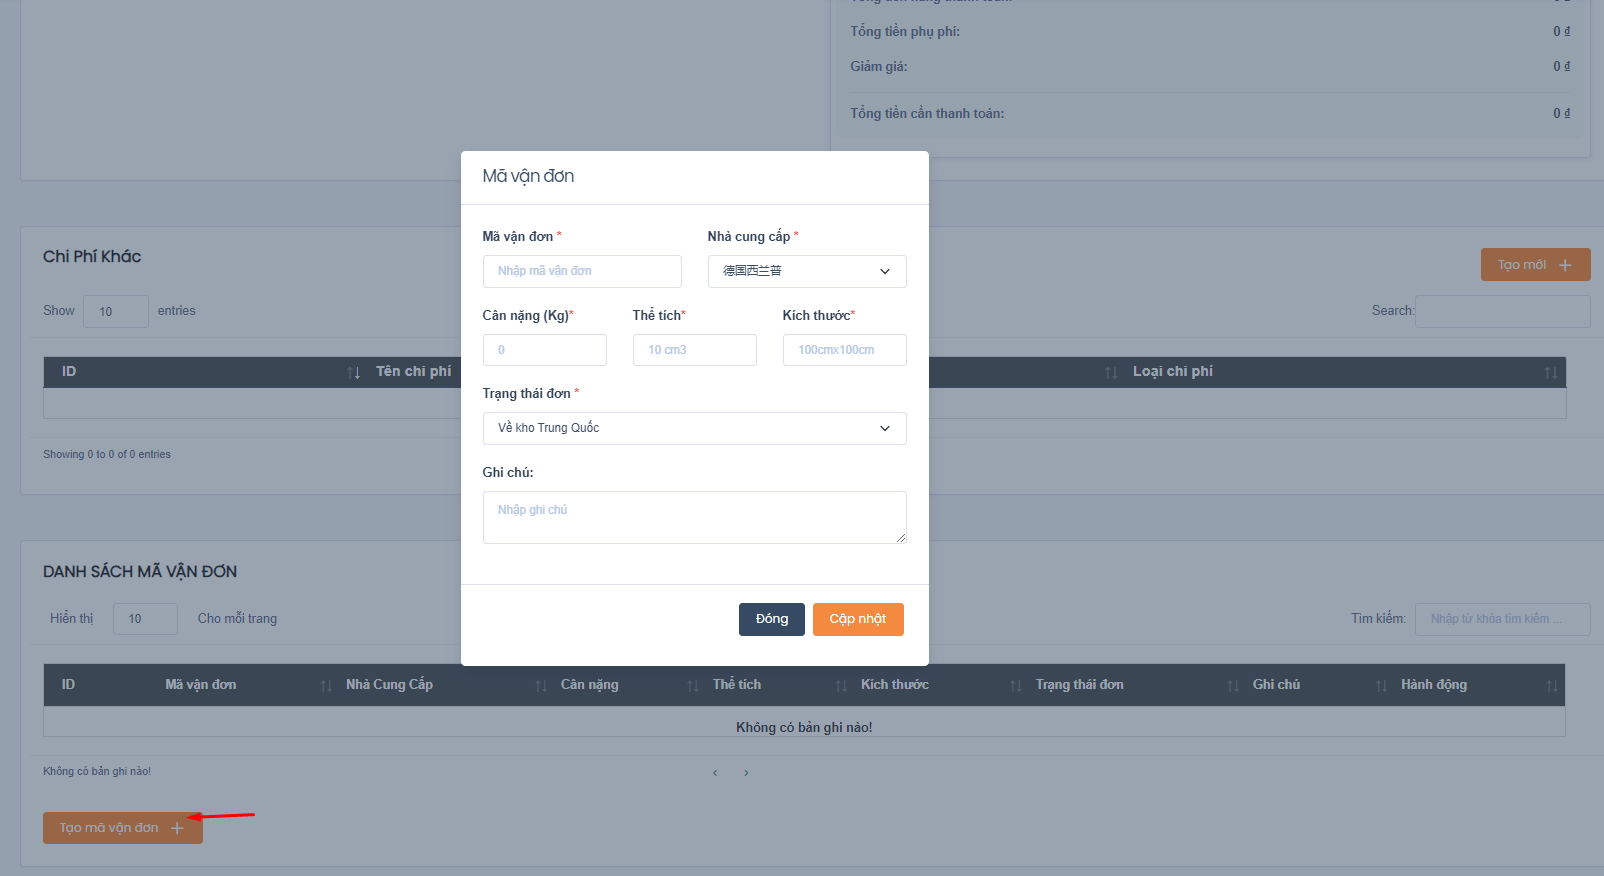 Tổng tiền phụ phí: 0 đ
Giảm giá: 0 đ
Tổng tiền cần thanh toán: 0 đ
Mã vận đơn
Mã vận đơn *
Nhà cung cấp *
Nhập mã vận đơn
德国西兰普
Cân nặng (Kg)*
Thể tích*
Kích thước*
0
10 cm3
100cmx100cm
Trạng thái đơn *
Về kho Trung Quốc
Ghi chú:
Nhập ghi chú
Đóng
Cập nhật
Chi Phí Khác
Tạo mới +
Show 10 entries
Search:
ID
Tên chi phí
Loại chi phí
Showing 0 to 0 of 0 entries
DANH SÁCH MÃ VẬN ĐƠN
Hiển thị 10 Cho mỗi trang
Tìm kiếm: Nhập từ khóa tìm kiếm ...
ID
Mã vận đơn
Nhà Cung Cấp
Cân nặng
Thể tích
Kích thước
Trạng thái đơn
Ghi chú
Hành động
Không có bản ghi nào!
Không có bản ghi nào!
‹ ›
Tạo mã vận đơn +